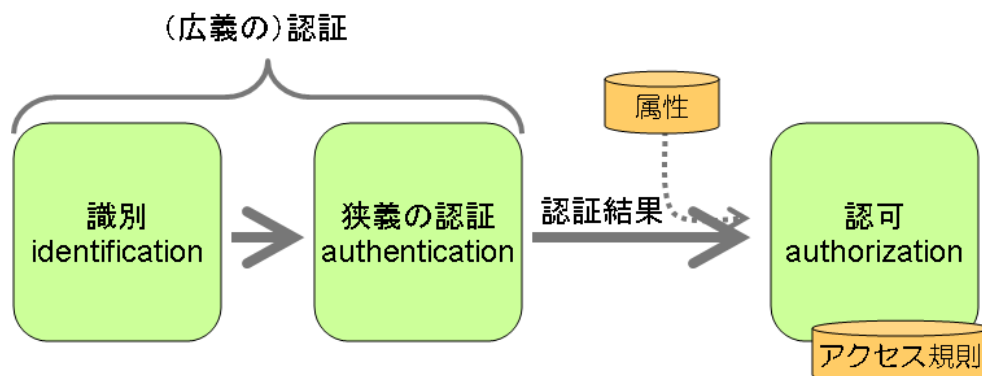 (広義の)認証
属性
識別
identification
狭義の認証
authentication
認証結果
認可
authorization
アクセス規則